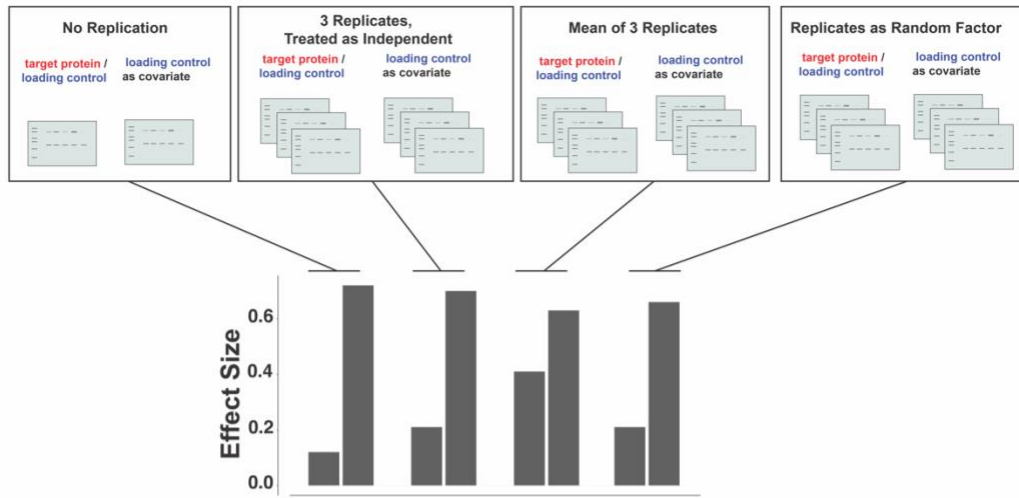 No Replication
target protein /
loading control
loading control
as covariate
3 Replicates,
Treated as Independent
target protein /
loading control
loading control
as covariate
Mean of 3 Replicates
target protein /
loading control
loading control
as covariate
Replicates as Random Factor
target protein /
loading control
loading control
as covariate
Effect Size
0.6
0.4
0.2
0.0